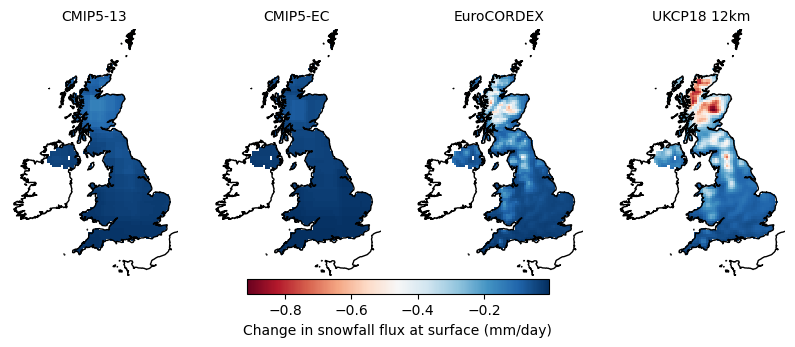 CMIP5-13 CMIP5-EC EuroCORDEX UKCP18 12km
−0.8 −0.6 −0.4 −0.2
Change in snowfall flux at surface (mm/day)